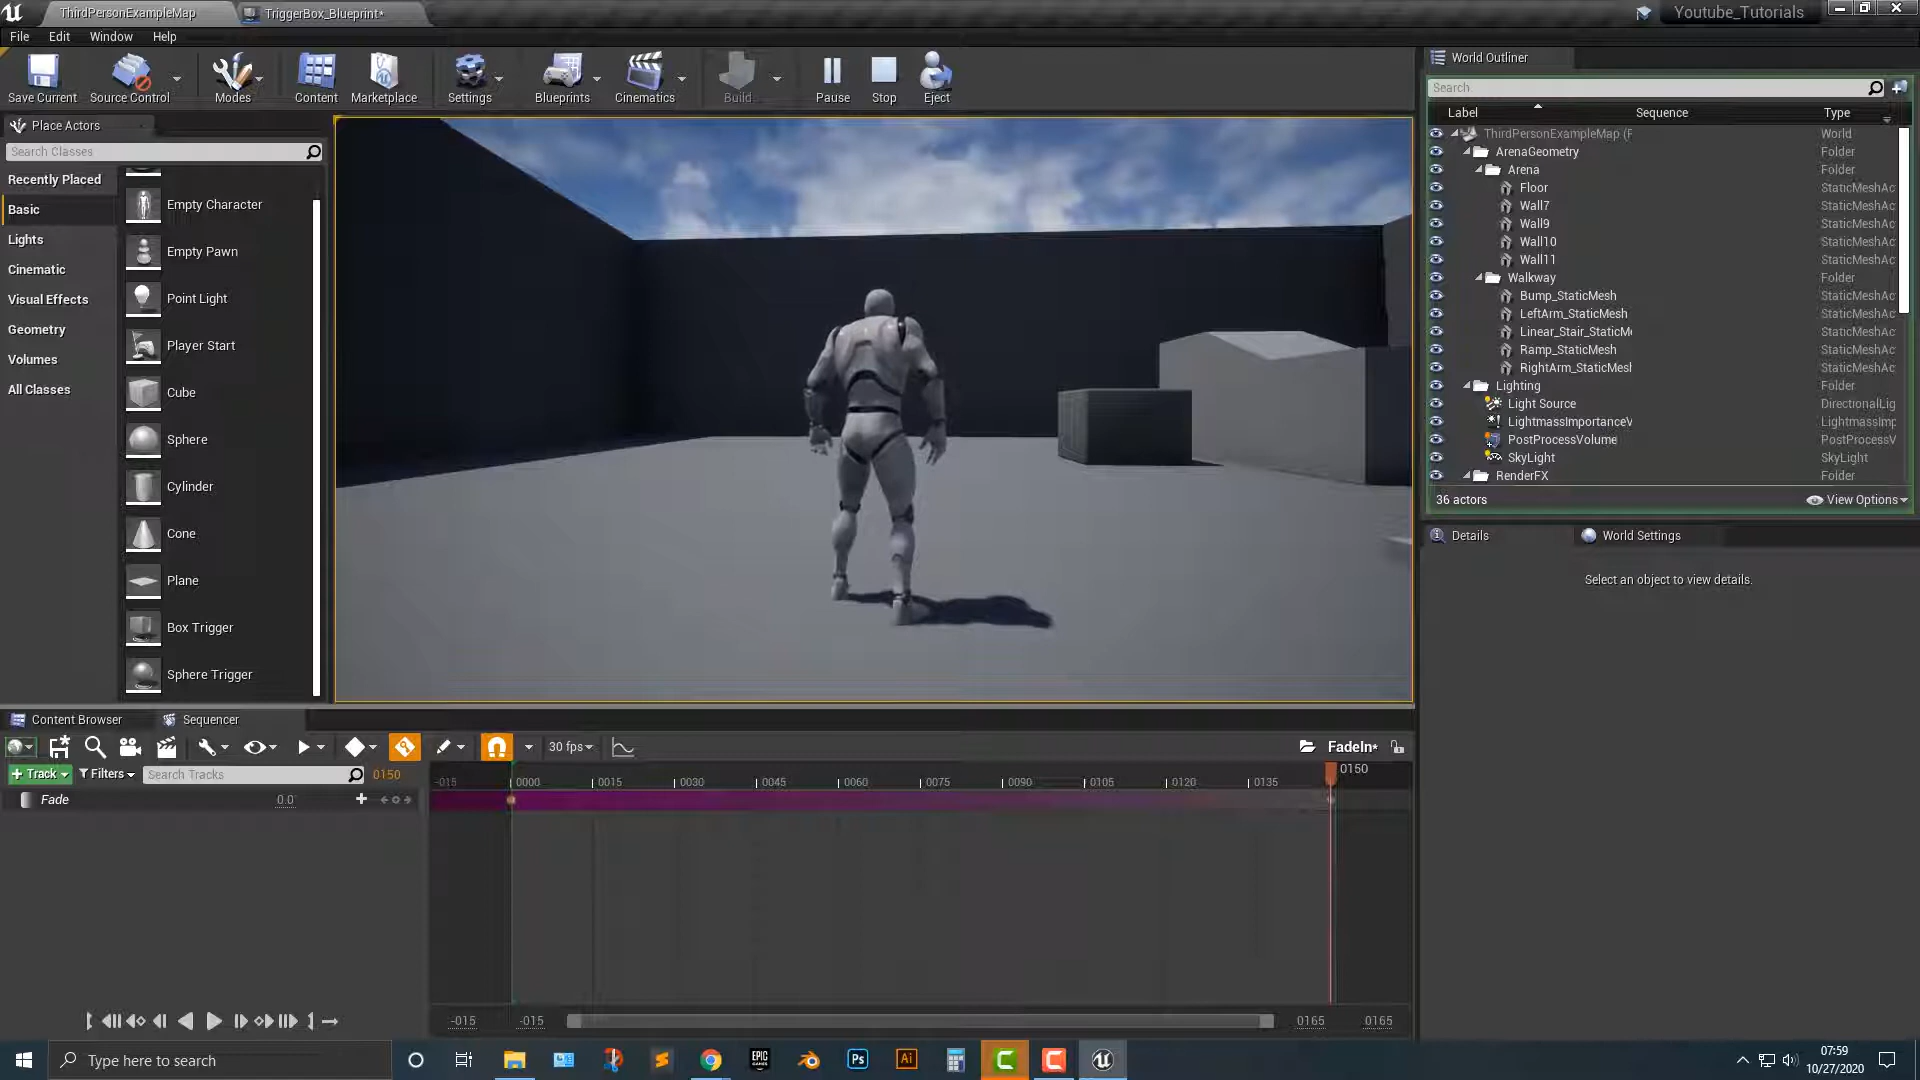 ThirdPersonExampleMap
TriggerBox_Blueprint*
Youtube_Tutorials
File Edit Window Help
Save Current
Source Control
Modes
Content
Marketplace
Settings
Blueprints
Cinematics
Build
Pause
Stop
Eject
Place Actors
Search Classes
Recently Placed
Basic
Lights
Cinematic
Visual Effects
Geometry
Volumes
All Classes
Empty Character
Empty Pawn
Point Light
Player Start
Cube
Sphere
Cylinder
Cone
Plane
Box Trigger
Sphere Trigger
World Outliner
Search
Label Sequence Type
ThirdPersonExampleMap (F World
ArenaGeometry Folder
Arena Folder
Floor StaticMeshAc
Wall7 StaticMeshAc
Wall9 StaticMeshAc
Wall10 StaticMeshAc
Wall11 StaticMeshAc
Walkway Folder
Bump_StaticMesh StaticMeshAc
LeftArm_StaticMesh StaticMeshAc
Linear_Stair_StaticMe StaticMeshAc
Ramp_StaticMesh StaticMeshAc
RightArm_StaticMesh StaticMeshAc
Lighting Folder
Light Source DirectionalLig
LightmassImportanceV LightmassImp
PostProcessVolume PostProcessV
SkyLight SkyLight
RenderFX Folder
36 actors
View Options
Details
World Settings
Select an object to view details.
Content Browser
Sequencer
30 fps
FadeIn*
+ Track
Filters
Search Tracks
0150
Fade
0.0
-015 0000 0015 0030 0045 0060 0075 0090 0105 0120 0135 0150
-015 -015 0165 0165
Type here to search
EPIC GAMES
Ps
Ai
07:59
10/27/2020